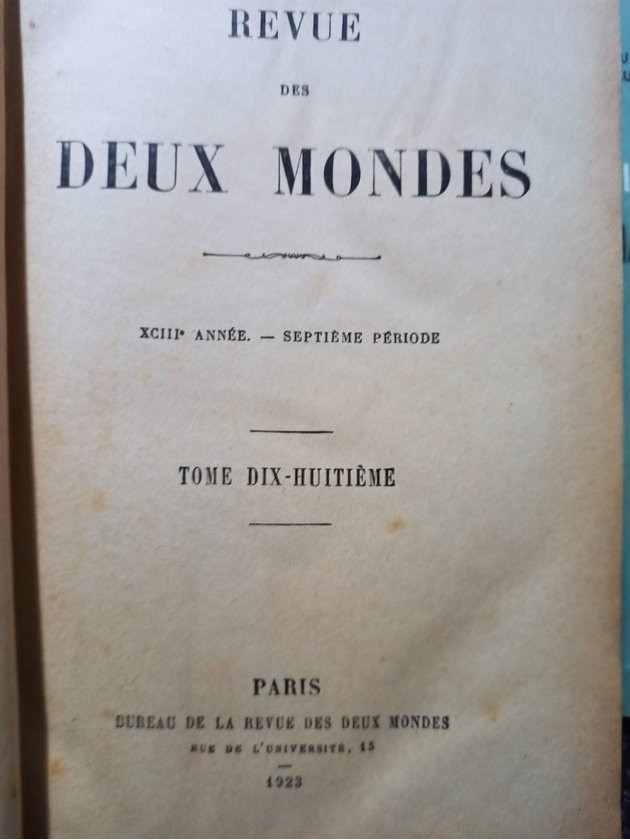 REVUE
DES
DEUX MONDES
XCIIIe ANNÉE. — SEPTIÈME PÉRIODE
TOME DIX-HUITIÈME
PARIS
BUREAU DE LA REVUE DES DEUX MONDES
RUE DE L'UNIVERSITÉ, 15
1923